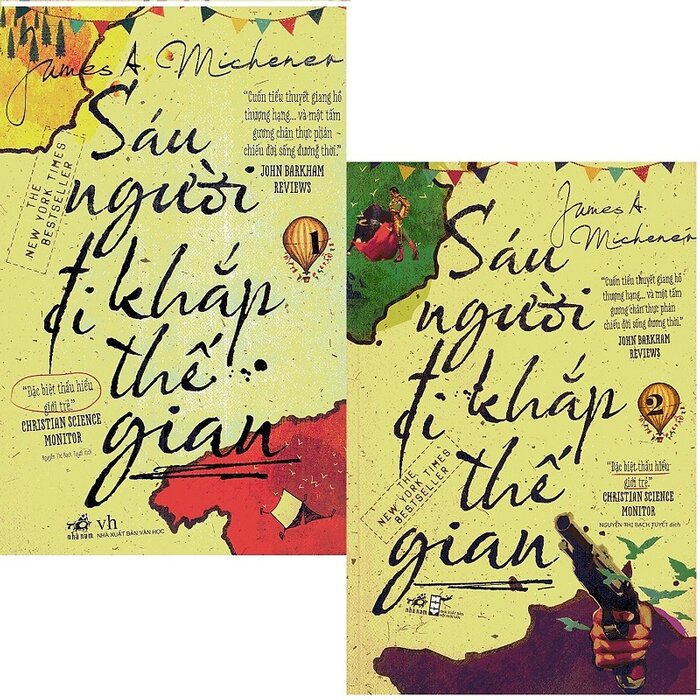 James A. Michener
"Cuốn tiểu thuyết giang hồ
thượng hạng... và một tấm
gương chân thực phản
chiếu đời sống đương thời."
JOHN BARKHAM
REVIEWS
THE
NEW YORK TIMES
BESTSELLER
Sáu
người
đi khắp
thế
gian
1
"Đặc biệt thấu hiểu
giới trẻ."
CHRISTIAN SCIENCE
MONITOR
Nguyễn Thị Bạch Tuyết dịch
nhã nam
vh
NHÀ XUẤT BẢN VĂN HỌC
James A.
Michener
Sáu
người
đi khắp
thế
gian
"Cuốn tiểu thuyết giang hồ
thượng hạng... và một tấm
gương chân thực phản
chiếu đời sống đương thời."
JOHN BARKHAM
REVIEWS
2
THE
NEW YORK TIMES
BESTSELLER
"Đặc biệt thấu hiểu
giới trẻ."
CHRISTIAN SCIENCE
MONITOR
NGUYỄN THỊ BẠCH TUYẾT dịch
nhã nam